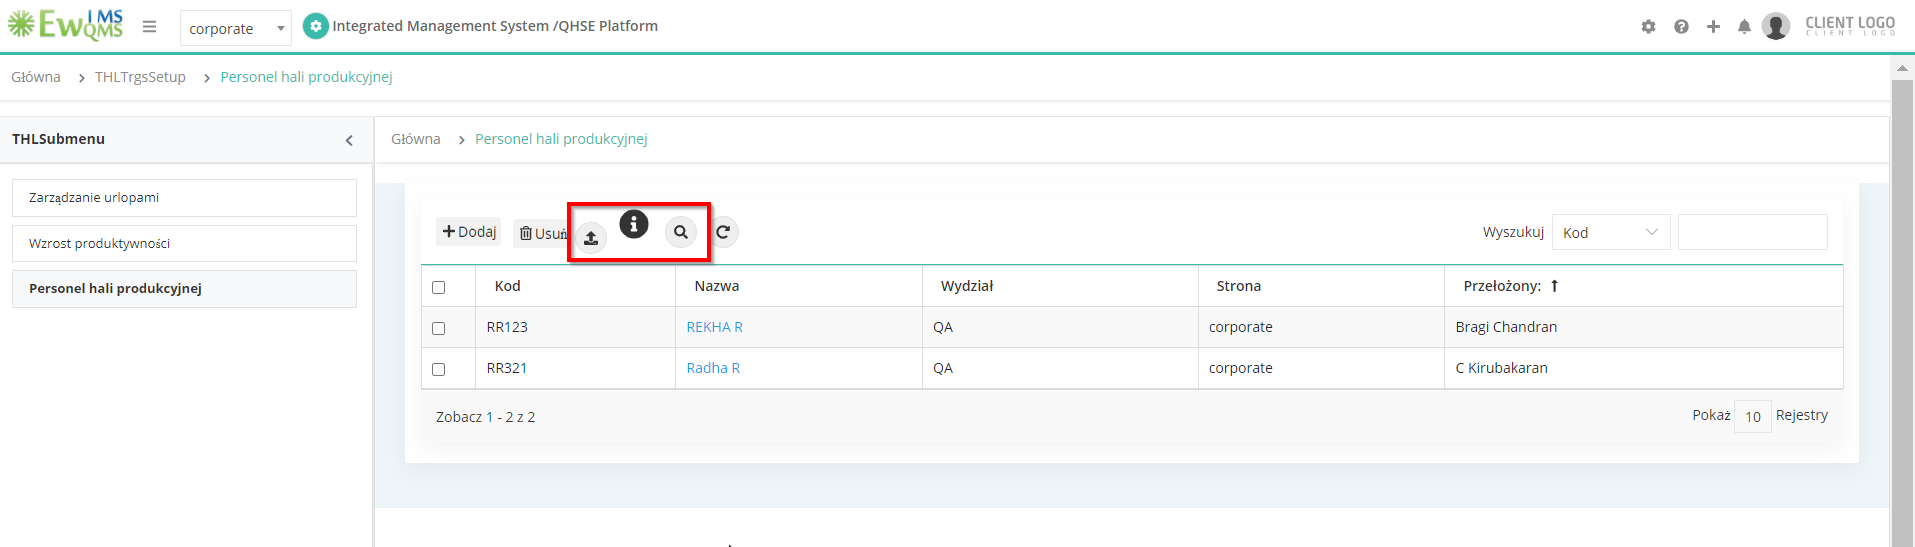 EwIMS QMS
corporate
Integrated Management System /QHSE Platform
CLIENT LOGO
CLIENT LOGO
Główna > THLTrgsSetup > Personel hali produkcyjnej
THLSubmenu
Zarządzanie urlopami
Wzrost produktywności
Personel hali produkcyjnej
Główna > Personel hali produkcyjnej
Dodaj Usuń
Wyszukuj Kod
Kod Nazwa Wydział Strona Przełożony:
RR123 REKHA R QA corporate Bragi Chandran
RR321 Radha R QA corporate C Kirubakaran
Zobacz 1 - 2 z 2
Pokaż 10 Rejestry